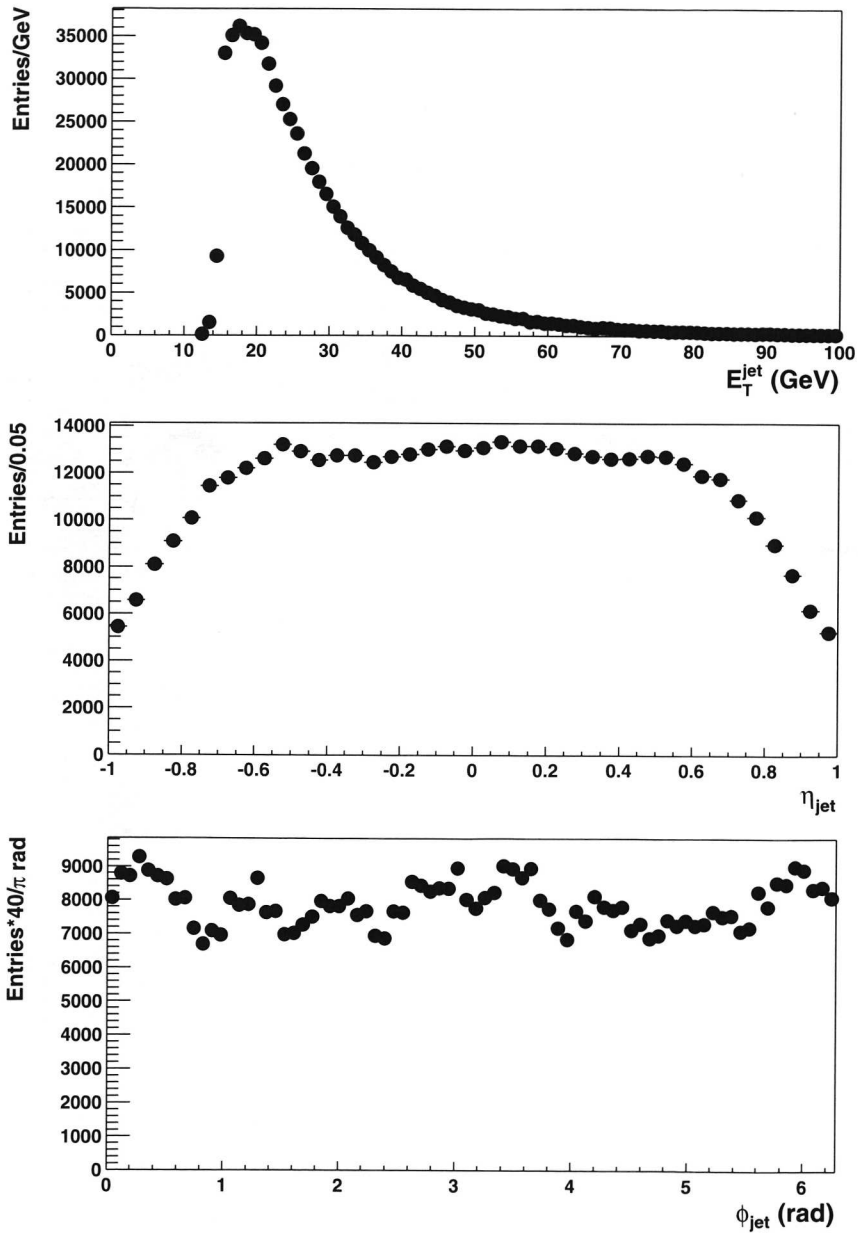 Entries/GeV
35000
30000
25000
20000
15000
10000
5000
0
0 10 20 30 40 50 60 70 80 90 100
E_T^jet (GeV)
Entries/0.05
14000
12000
10000
8000
6000
4000
2000
0
-1 -0.8 -0.6 -0.4 -0.2 0 0.2 0.4 0.6 0.8 1
η_jet
Entries*40/π rad
9000
8000
7000
6000
5000
4000
3000
2000
1000
0
0 1 2 3 4 5 6
ϕ_jet (rad)